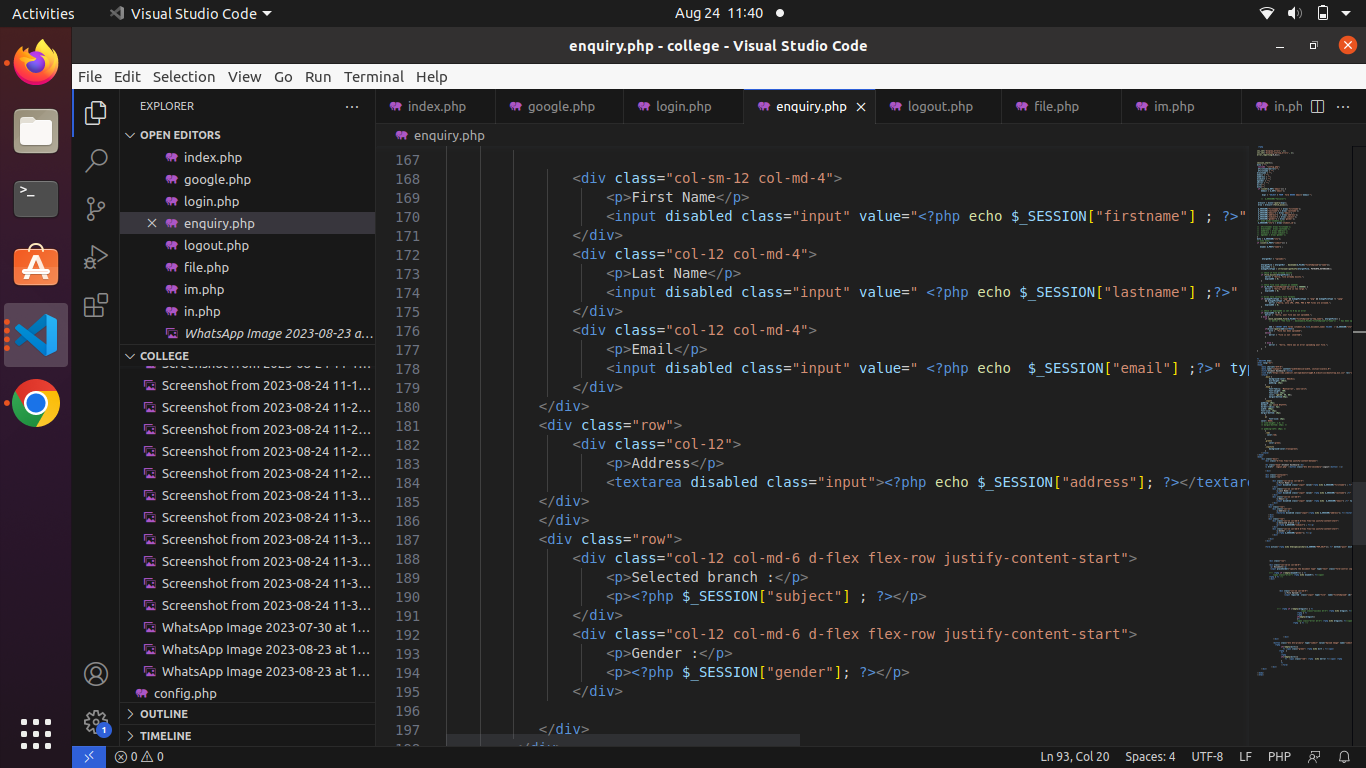 Activities
Visual Studio Code
Aug 24 11:40
enquiry.php - college - Visual Studio Code
File Edit Selection View Go Run Terminal Help
EXPLORER
OPEN EDITORS
index.php
google.php
login.php
enquiry.php
logout.php
file.php
im.php
in.php
WhatsApp Image 2023-08-23 a...
COLLEGE
Screenshot from 2023-08-24 11-1...
Screenshot from 2023-08-24 11-1...
Screenshot from 2023-08-24 11-2...
Screenshot from 2023-08-24 11-2...
Screenshot from 2023-08-24 11-2...
Screenshot from 2023-08-24 11-2...
Screenshot from 2023-08-24 11-3...
Screenshot from 2023-08-24 11-3...
Screenshot from 2023-08-24 11-3...
Screenshot from 2023-08-24 11-3...
Screenshot from 2023-08-24 11-3...
Screenshot from 2023-08-24 11-3...
WhatsApp Image 2023-07-30 at 1...
WhatsApp Image 2023-08-23 at 1...
WhatsApp Image 2023-08-23 at 1...
config.php
OUTLINE
TIMELINE
1
index.php google.php login.php enquiry.php logout.php file.php im.php in.ph
enquiry.php
167
168 <div class="col-sm-12 col-md-4">
169 <p>First Name</p>
170 <input disabled class="input" value="<?php echo $_SESSION["firstname"] ; ?>"
171 </div>
172 <div class="col-12 col-md-4">
173 <p>Last Name</p>
174 <input disabled class="input" value=" <?php echo $_SESSION["lastname"] ;?>"
175 </div>
176 <div class="col-12 col-md-4">
177 <p>Email</p>
178 <input disabled class="input" value=" <?php echo  $_SESSION["email"] ;?>" typ
179 </div>
180 </div>
181 <div class="row">
182 <div class="col-12">
183 <p>Address</p>
184 <textarea disabled class="input"><?php echo $_SESSION["address"]; ?></textare
185 </div>
186 </div>
187 <div class="row">
188 <div class="col-12 col-md-6 d-flex flex-row justify-content-start">
189 <p>Selected branch :</p>
190 <p><?php $_SESSION["subject"] ; ?></p>
191 </div>
192 <div class="col-12 col-md-6 d-flex flex-row justify-content-start">
193 <p>Gender :</p>
194 <p><?php $_SESSION["gender"]; ?></p>
195 </div>
196
197 </div>
198 </div>
0 0
Ln 93, Col 20 Spaces: 4 UTF-8 LF PHP